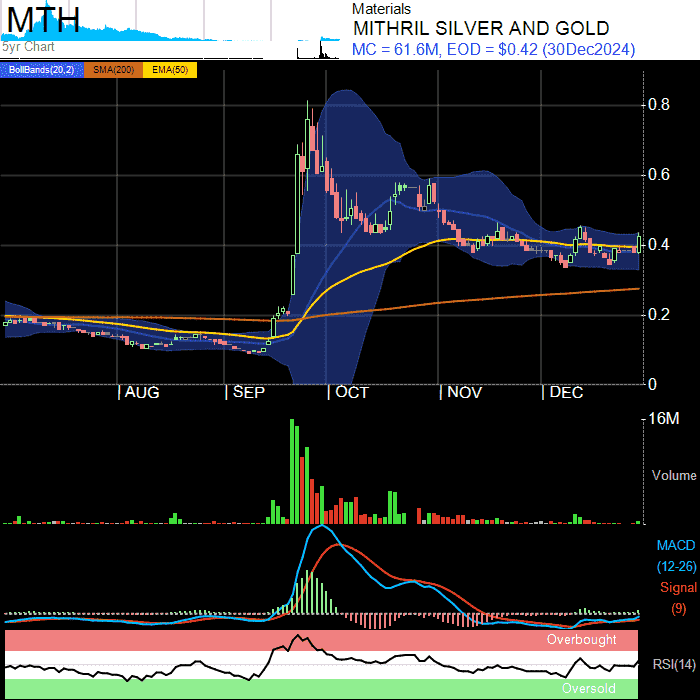 MTH
5yr Chart
Materials
MITHRIL SILVER AND GOLD
MC = 61.6M, EOD = $0.42 (30Dec2024)
BollBands(20,2) SMA(200) EMA(50)
0.8
0.6
0.4
0.2
0
AUG SEP OCT NOV DEC
16M
Volume
MACD
(12-26)
Signal
(9)
Overbought
RSI(14)
Oversold